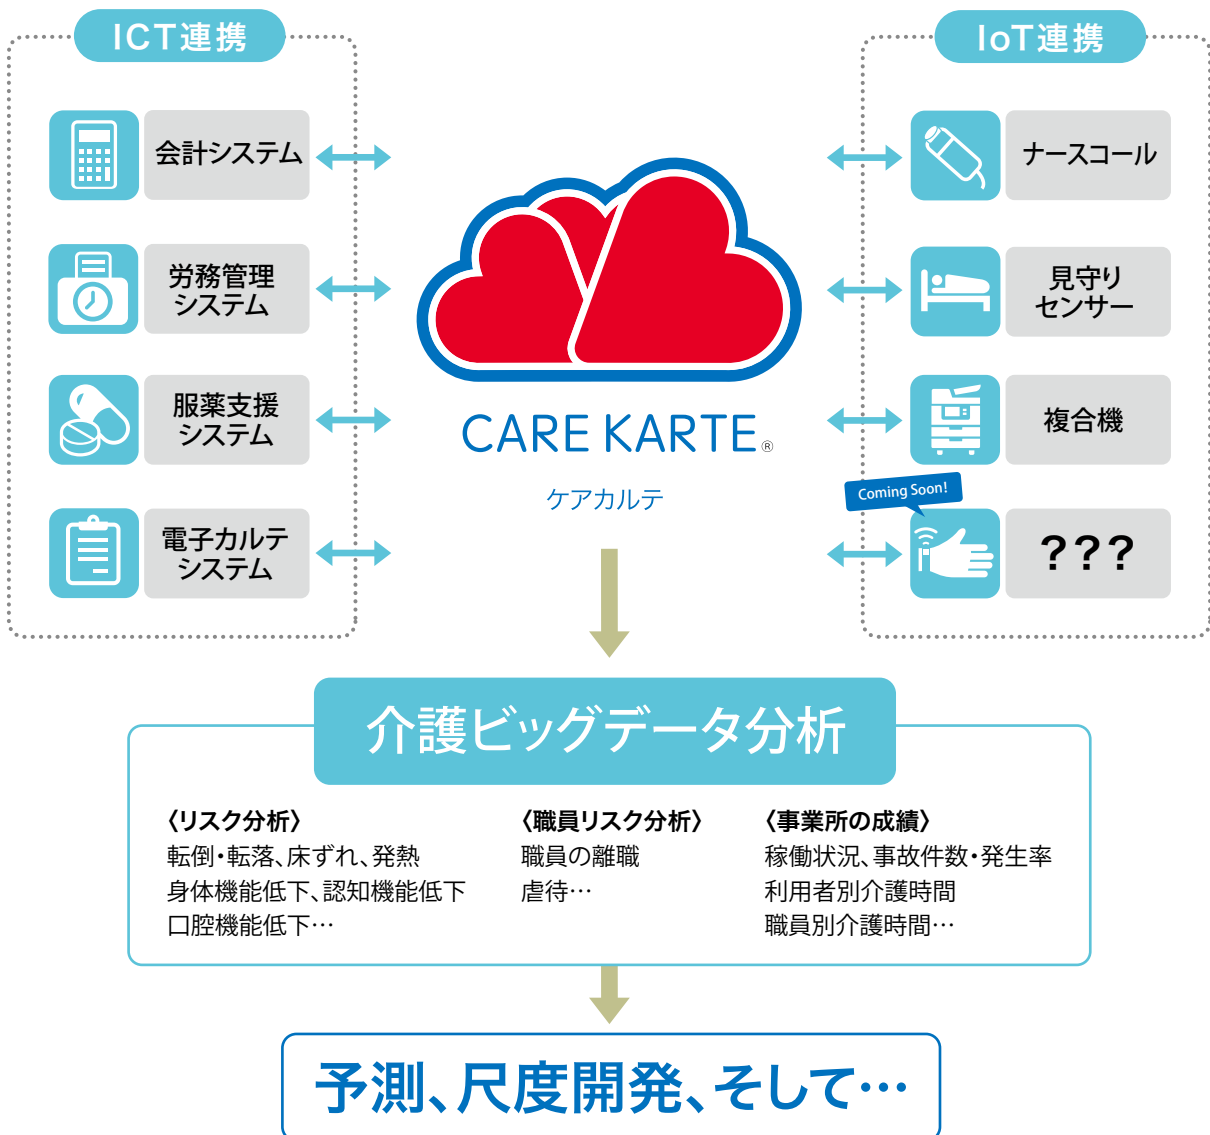 ICT連携
会計システム
労務管理
システム
服薬支援
システム
電子カルテ
システム
CARE KARTE®
ケアカルテ
IoT連携
ナースコール
見守り
センサー
複合機
Coming Soon!
???
介護ビッグデータ分析
〈リスク分析〉
転倒・転落、床ずれ、発熱
身体機能低下、認知機能低下
口腔機能低下…
〈職員リスク分析〉
職員の離職
虐待…
〈事業所の成績〉
稼働状況、事故件数・発生率
利用者別介護時間
職員別介護時間…
予測、尺度開発、そして…